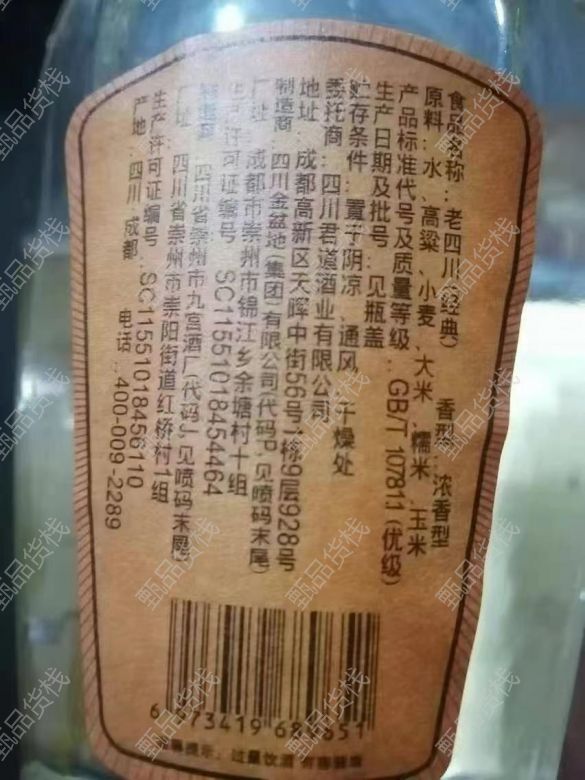 食品名称：老四川（经典） 香型：浓香型
原料：水、高粱、小麦、大米、糯米、玉米
产品标准代号及质量等级：GB/T 10781.1（优级）
生产日期及批号：见瓶盖
贮存条件：置于阴凉、通风、干燥处
委托商：四川君道酒业有限公司
地址：成都高新区天晖中街56号1栋9层928号
制造商：四川金盆地(集团)有限公司(代码P，见喷码末尾)
厂址：成都市崇州市锦江乡余塘村十组
生产许可证编号：SC11551018454464
四川省崇州市九宫酒厂(代码J，见喷码末尾)
厂址：四川省崇州市崇阳街道红桥村一组
生产许可证编号：SC11551018456110
产地：四川 成都 电话：400-009-2289
过量饮酒 有害健康
甄品货栈